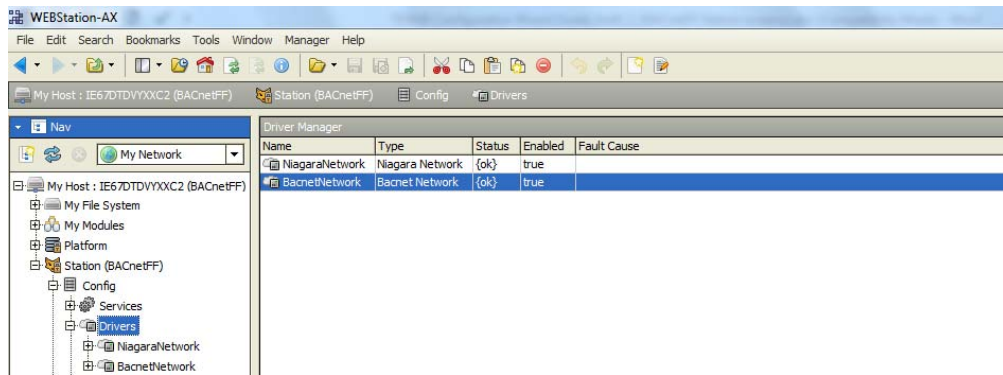 WEBStation-AX
File Edit Search Bookmarks Tools Window Manager Help
My Host : IE67DTDVYXXC2 (BACnetFF) Station (BACnetFF) Config Drivers
Nav
My Network
My Host : IE67DTDVYXXC2 (BACnetFF)
My File System
My Modules
Platform
Station (BACnetFF)
Config
Services
Drivers
NiagaraNetwork
BacnetNetwork
Driver Manager
Name Type Status Enabled Fault Cause
NiagaraNetwork Niagara Network {ok} true
BacnetNetwork Bacnet Network {ok} true